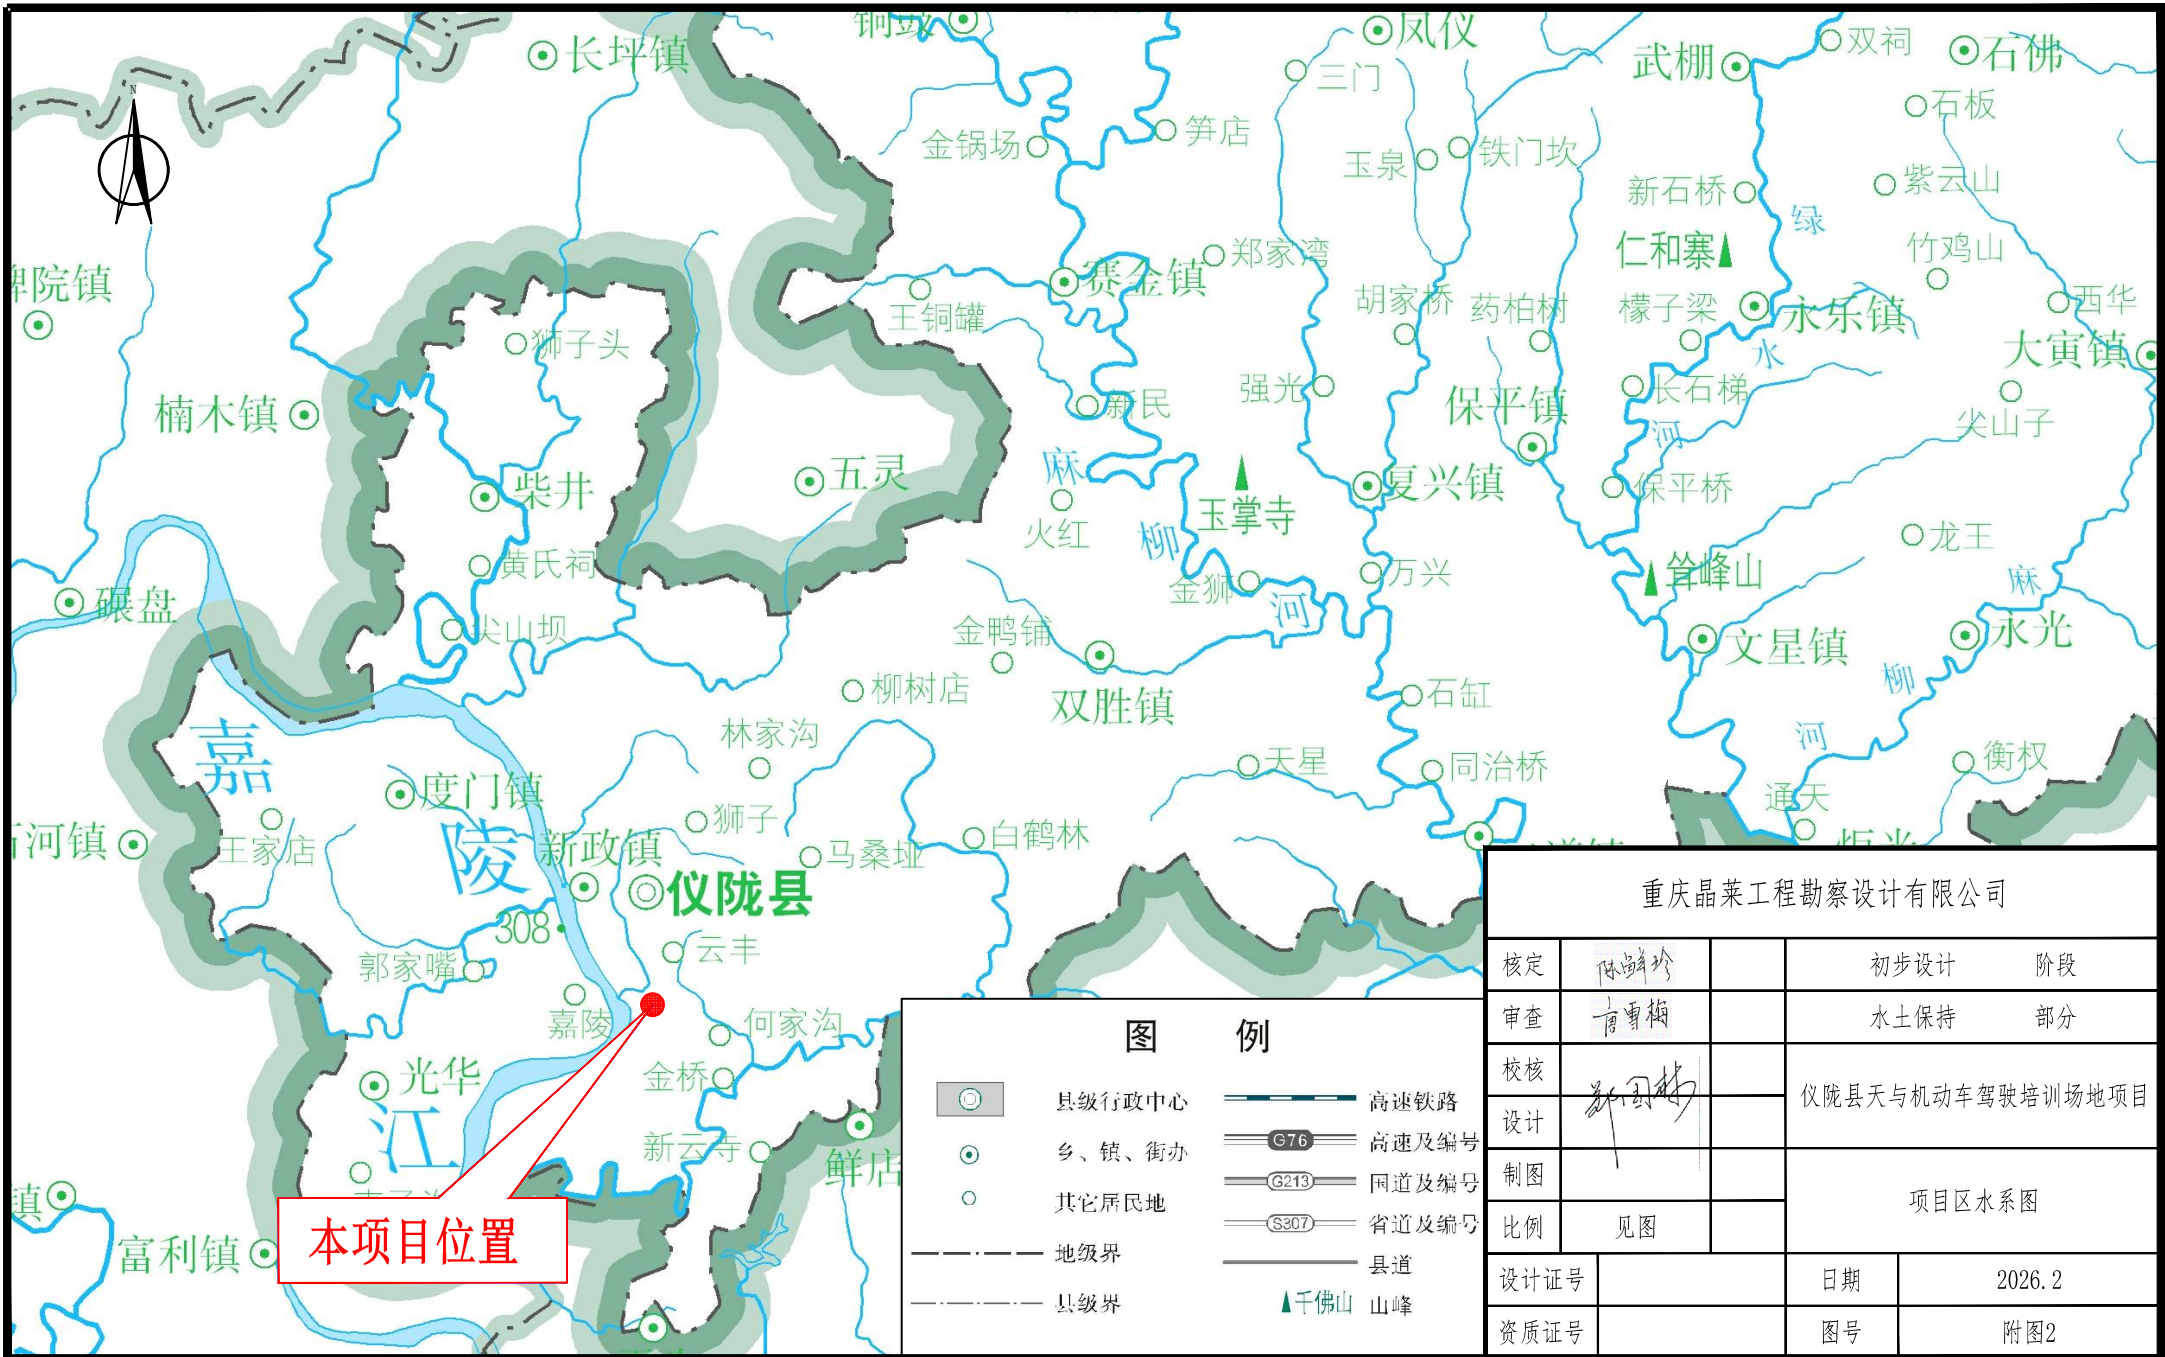 长坪镇
凤仪
武棚
双祠
石佛
三门
石板
N
金锅场
笋店
玉泉
铁门坎
新石桥
紫云山
绿
仁和寨
竹鸡山
郑家湾
赛金镇
王铜罐
胡家桥
药柏树
檬子梁
永乐镇
西华
大寅镇
水
狮子头
强光
长石梯
楠木镇
新民
保平镇
河
尖山子
麻
五灵
柴井
复兴镇
保平桥
玉掌寺
火红
柳
龙王
黄氏祠
万兴
耸峰山
金狮
麻
碾盘
河
尖山坝
金鸭铺
文星镇
永光
柳
柳树店
石缸
双胜镇
嘉
林家沟
河
天星
同治桥
衡权
度门镇
通天
狮子
王家店
陵
新政镇
白鹤林
马桑垭
仪陇县
308
云丰
郭家嘴
嘉陵
何家沟
光华
金桥
江
新云寺
鲜店
富利镇
本项目位置
图 例
县级行政中心
高速铁路
乡、镇、街办
G76
高速及编号
其它居民地
G213
国道及编号
S307
省道及编号
地级界
县道
县级界
千佛山
山峰
重庆晶莱工程勘察设计有限公司
核定
初步设计 阶段
审查
水土保持 部分
校核
仪陇县天与机动车驾驶培训场地项目
设计
制图
项目区水系图
比例
见图
设计证号
日期
2026.2
资质证号
图号
附图2